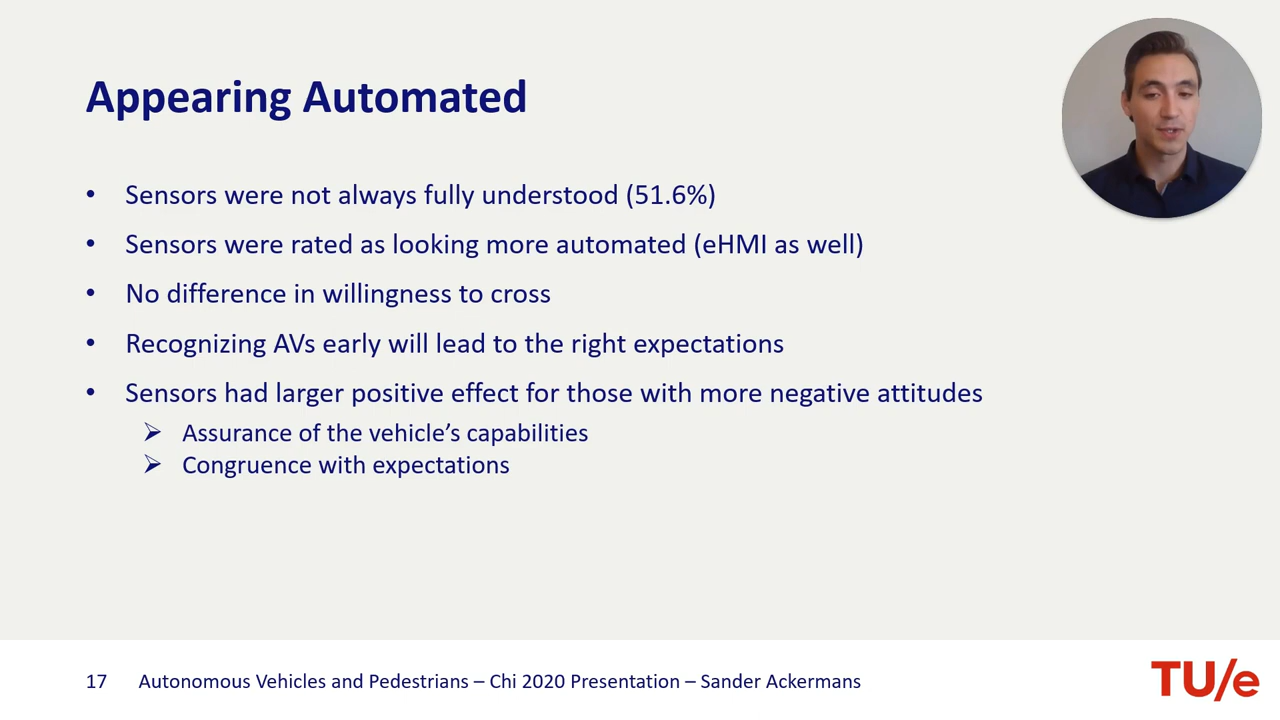 Appearing Automated
• Sensors were not always fully understood (51.6%)
• Sensors were rated as looking more automated (eHMI as well)
• No difference in willingness to cross
• Recognizing AVs early will lead to the right expectations
• Sensors had larger positive effect for those with more negative attitudes
➢ Assurance of the vehicle’s capabilities
➢ Congruence with expectations
17 Autonomous Vehicles and Pedestrians – Chi 2020 Presentation – Sander Ackermans
TU/e